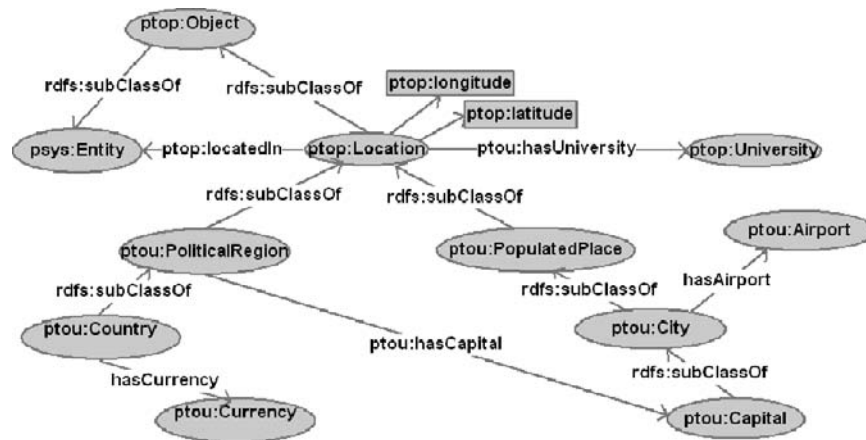 ptop:Object
rdfs:subClassOf
rdfs:subClassOf
ptop:longitude
ptop:latitude
psys:Entity
ptop:locatedIn
ptop:Location
ptou:hasUniversity
ptop:University
rdfs:subClassOf
rdfs:subClassOf
ptou:PoliticalRegion
ptou:PopulatedPlace
ptou:Airport
rdfs:subClassOf
rdfs:subClassOf
hasAirport
ptou:Country
ptou:hasCapital
ptou:City
hasCurrency
rdfs:subClassOf
ptou:Currency
ptou:Capital